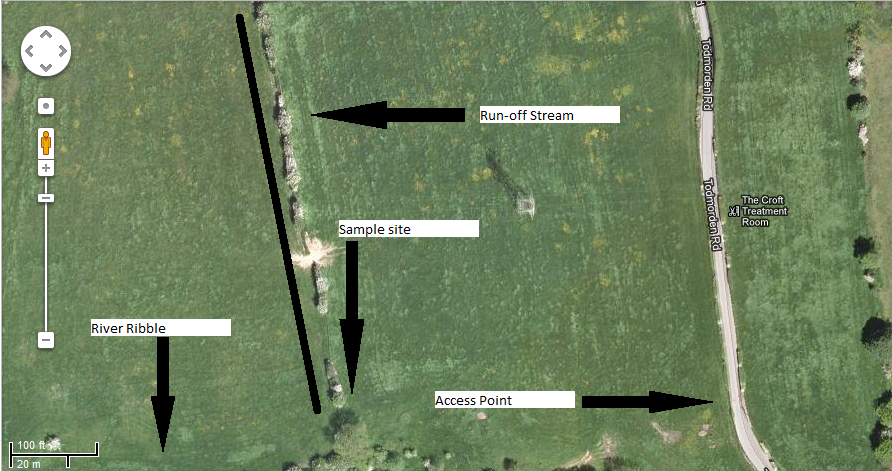 Rd
Todmorden Rd
Run-off Stream
Todmorden Rd
The Croft
Treatment
Room
Sample site
River Ribble
Access Point
100 ft
20 m